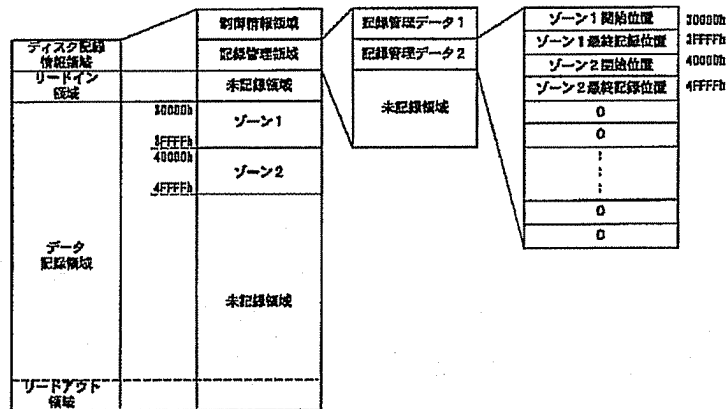 制御情報領域
記録管理領域
未記録領域
ディスク記録
情報領域
リードイン
領域
30000h
ゾーン1
3FFFFh
40000h
ゾーン2
4FFFFh
データ
記録領域
未記録領域
リードアウト
領域
記録管理データ1
記録管理データ2
未記録領域
ゾーン1開始位置 30000h
ゾーン1最終記録位置 3FFFFh
ゾーン2開始位置 40000h
ゾーン2最終記録位置 4FFFFh
0
0
0
0